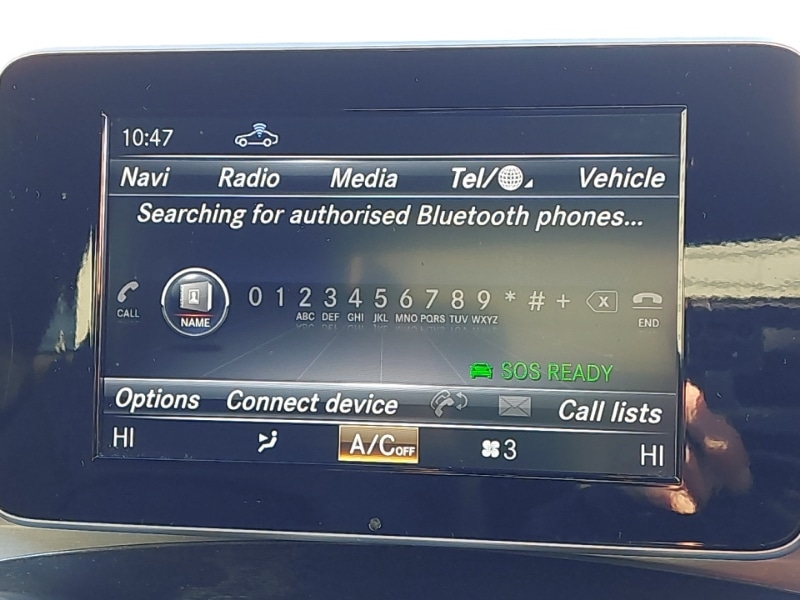 10:47
Navi Radio Media Tel/ Vehicle
Searching for authorised Bluetooth phones...
CALL NAME 0 1 2 3 4 5 6 7 8 9 * # + X END
ABC DEF GHI JKL MNO PQRS TUV WXYZ
SOS READY
Options Connect device Call lists
HI A/C OFF 3 HI